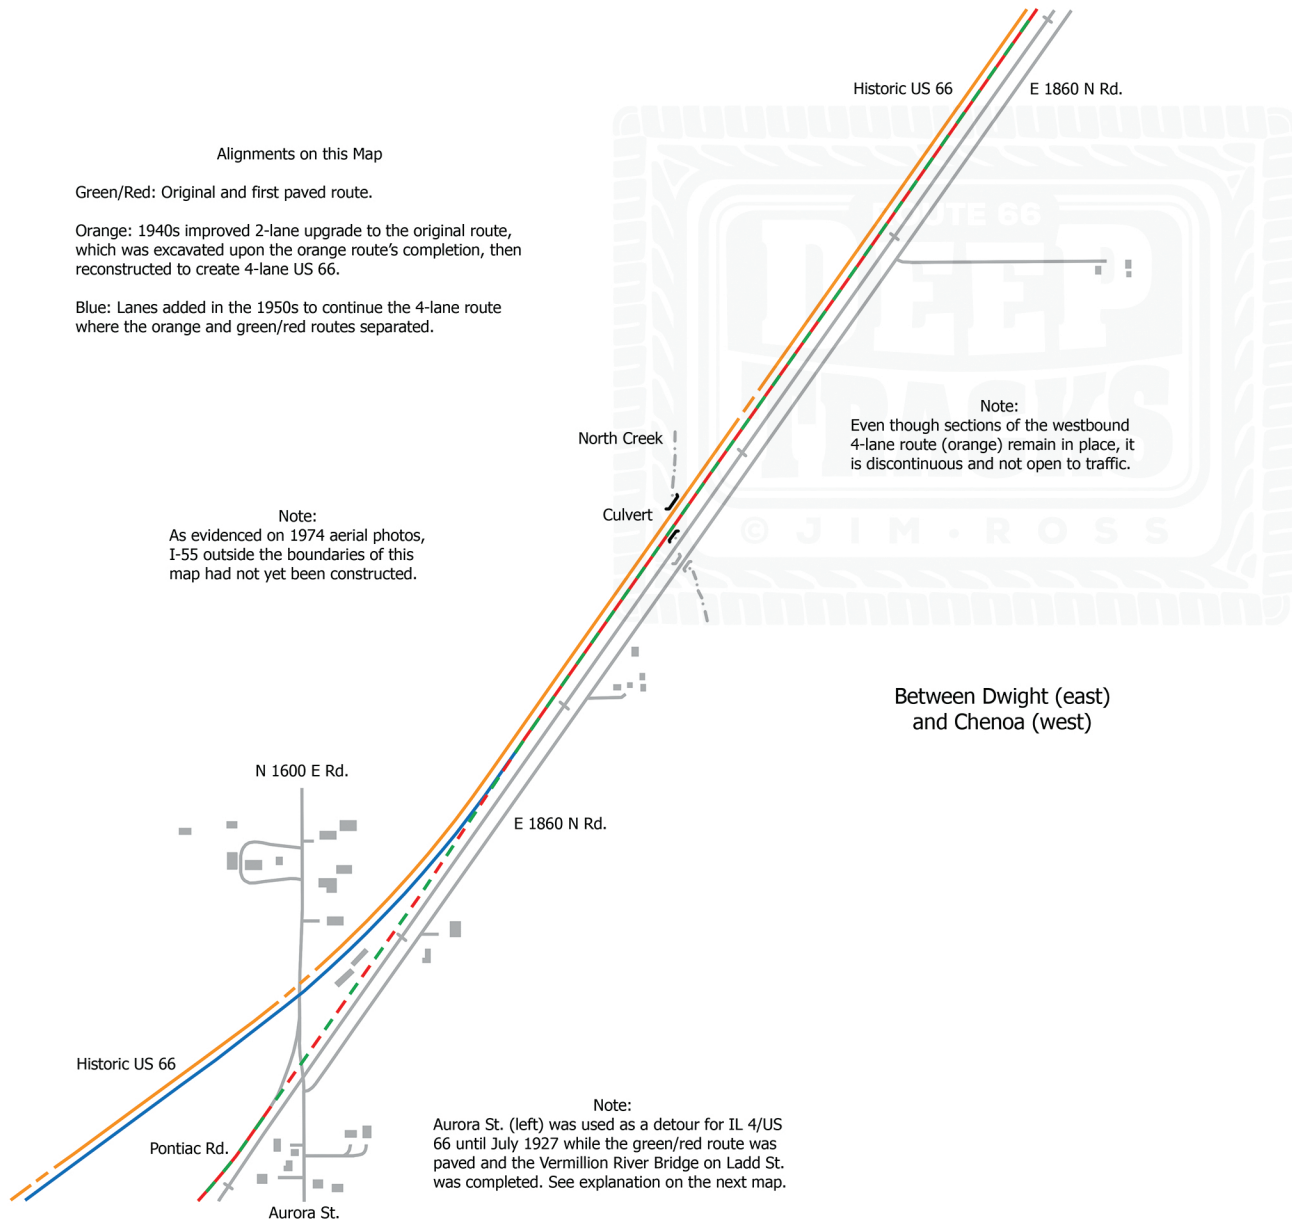 Historic US 66
E 1860 N Rd.
Alignments on this Map
Green/Red: Original and first paved route.
Orange: 1940s improved 2-lane upgrade to the original route,
which was excavated upon the orange route's completion, then
reconstructed to create 4-lane US 66.
Blue: Lanes added in the 1950s to continue the 4-lane route
where the orange and green/red routes separated.
ROUTE 66
DEEP
TRACKS
© JIM · ROSS
Note:
Even though sections of the westbound
4-lane route (orange) remain in place, it
is discontinuous and not open to traffic.
North Creek
Culvert
Note:
As evidenced on 1974 aerial photos,
I-55 outside the boundaries of this
map had not yet been constructed.
Between Dwight (east)
and Chenoa (west)
N 1600 E Rd.
E 1860 N Rd.
Historic US 66
Pontiac Rd.
Note:
Aurora St. (left) was used as a detour for IL 4/US
66 until July 1927 while the green/red route was
paved and the Vermillion River Bridge on Ladd St.
was completed. See explanation on the next map.
Aurora St.